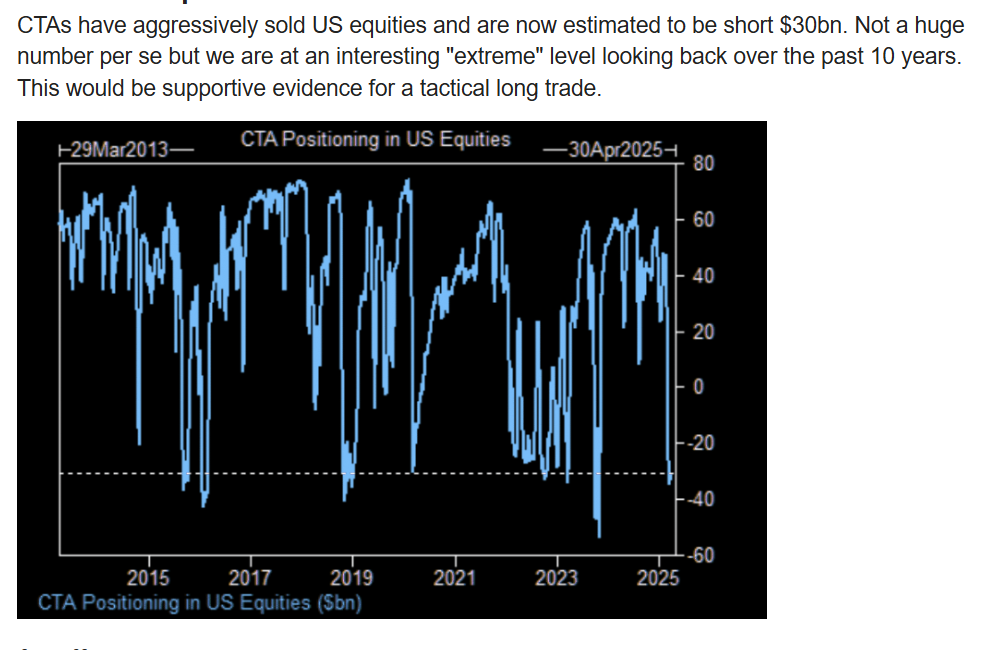 CTAs have aggressively sold US equities and are now estimated to be short $30bn. Not a huge
number per se but we are at an interesting "extreme" level looking back over the past 10 years.
This would be supportive evidence for a tactical long trade.
CTA Positioning in US Equities
29Mar2013
30Apr2025
80
60
40
20
0
-20
-40
-60
2015 2017 2019 2021 2023 2025
CTA Positioning in US Equities ($bn)